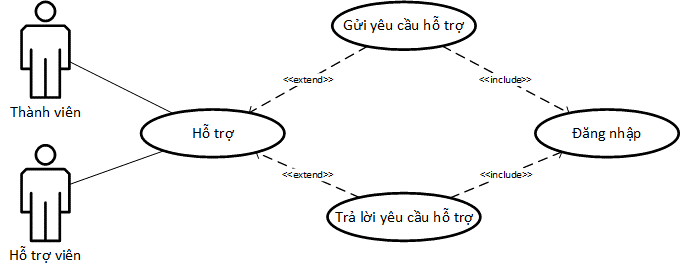 Gửi yêu cầu hỗ trợ
<<extend>>
<<include>>
Thành viên
Hỗ trợ
Đăng nhập
<<extend>>
<<include>>
Trả lời yêu cầu hỗ trợ
Hỗ trợ viên